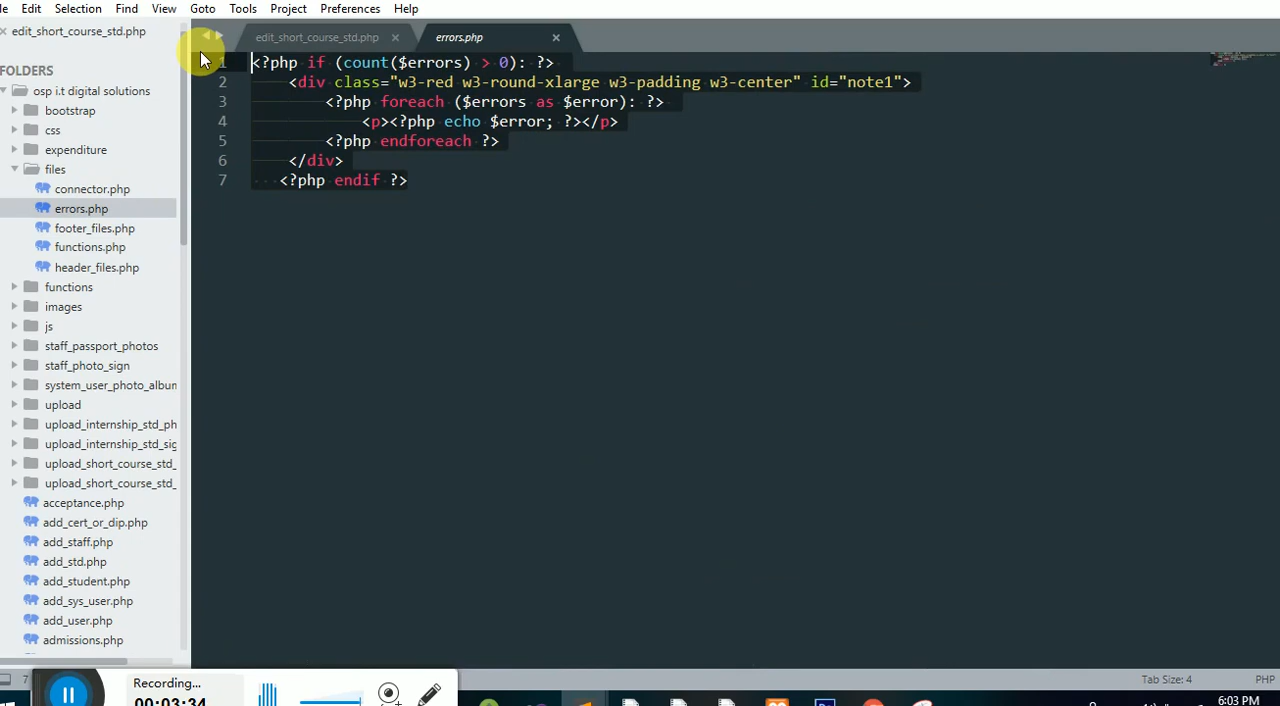 Edit Selection Find View Goto Tools Project Preferences Help
edit_short_course_std.php
edit_short_course_std.php
errors.php
FOLDERS
osp i.t digital solutions
bootstrap
css
expenditure
files
connector.php
errors.php
footer_files.php
functions.php
header_files.php
functions
images
js
staff_passport_photos
staff_photo_sign
system_user_photo_albun
upload
upload_internship_std_ph
upload_internship_std_sig
upload_short_course_std_
upload_short_course_std_
acceptance.php
add_cert_or_dip.php
add_staff.php
add_std.php
add_student.php
add_sys_user.php
add_user.php
admissions.php
1 <?php if (count($errors) > 0): ?>
2 <div class="w3-red w3-round-xlarge w3-padding w3-center" id="note1">
3 <?php foreach ($errors as $error): ?>
4 <p><?php echo $error; ?></p>
5 <?php endforeach ?>
6 </div>
7 <?php endif ?>
7
Tab Size: 4
PHP
Recording...
00:03:34
6:03 PM